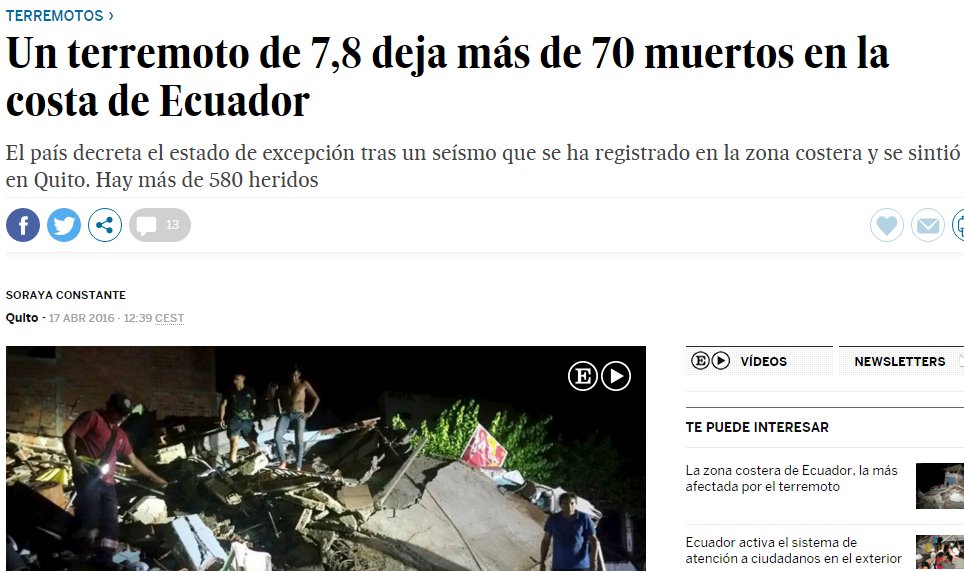 TERREMOTOS ›
Un terremoto de 7,8 deja más de 70 muertos en la
costa de Ecuador
El país decreta el estado de excepción tras un seísmo que se ha registrado en la zona costera y se sintió
en Quito. Hay más de 580 heridos
f
13
SORAYA CONSTANTE
Quito - 17 ABR 2016 - 12:39 CEST
E
E VÍDEOS
NEWSLETTERS
TE PUEDE INTERESAR
La zona costera de Ecuador, la más
afectada por el terremoto
Ecuador activa el sistema de
atención a ciudadanos en el exterior